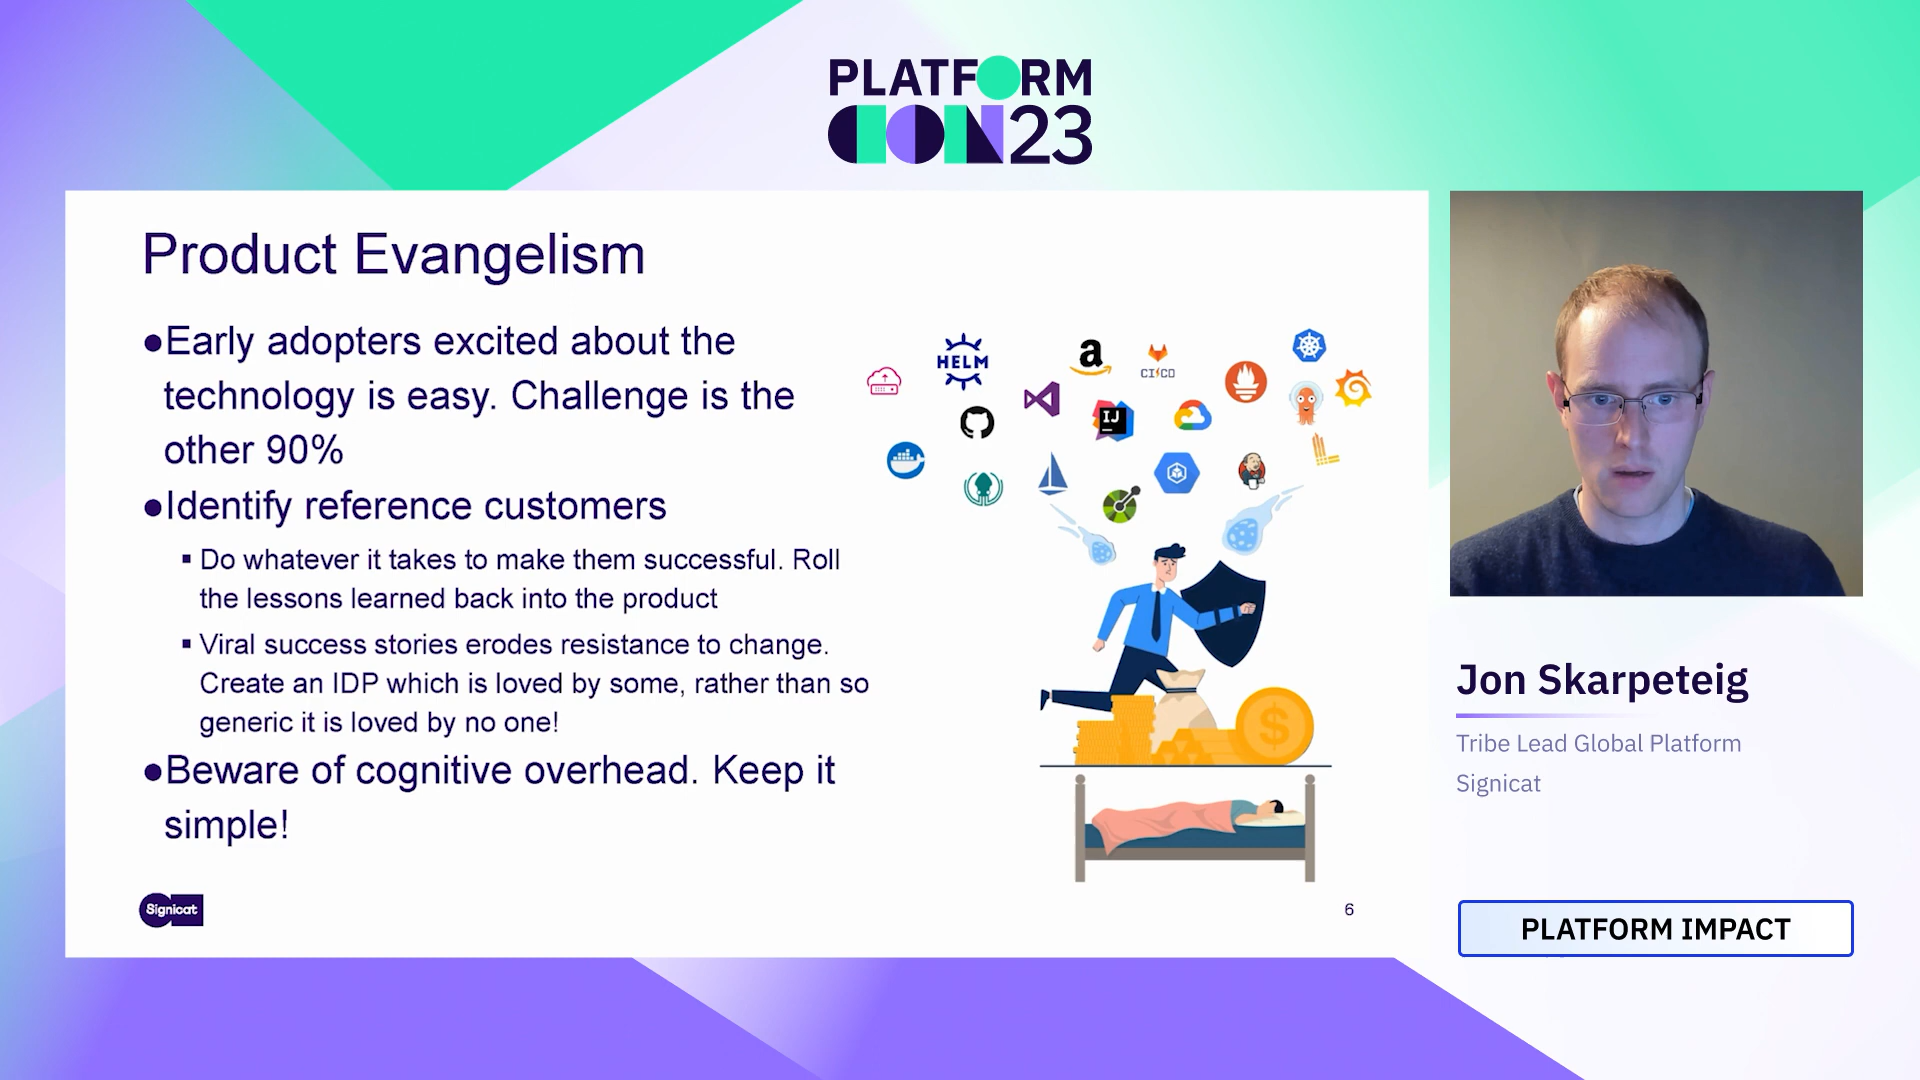 PLATFORM
CON23
Product Evangelism
●Early adopters excited about the
technology is easy. Challenge is the
other 90%
●Identify reference customers
▪ Do whatever it takes to make them successful. Roll
the lessons learned back into the product
▪ Viral success stories erodes resistance to change.
Create an IDP which is loved by some, rather than so
generic it is loved by no one!
●Beware of cognitive overhead. Keep it
simple!
HELM
a
CI/CD
IJ
$
Signicat
6
Jon Skarpeteig
Tribe Lead Global Platform
Signicat
PLATFORM IMPACT